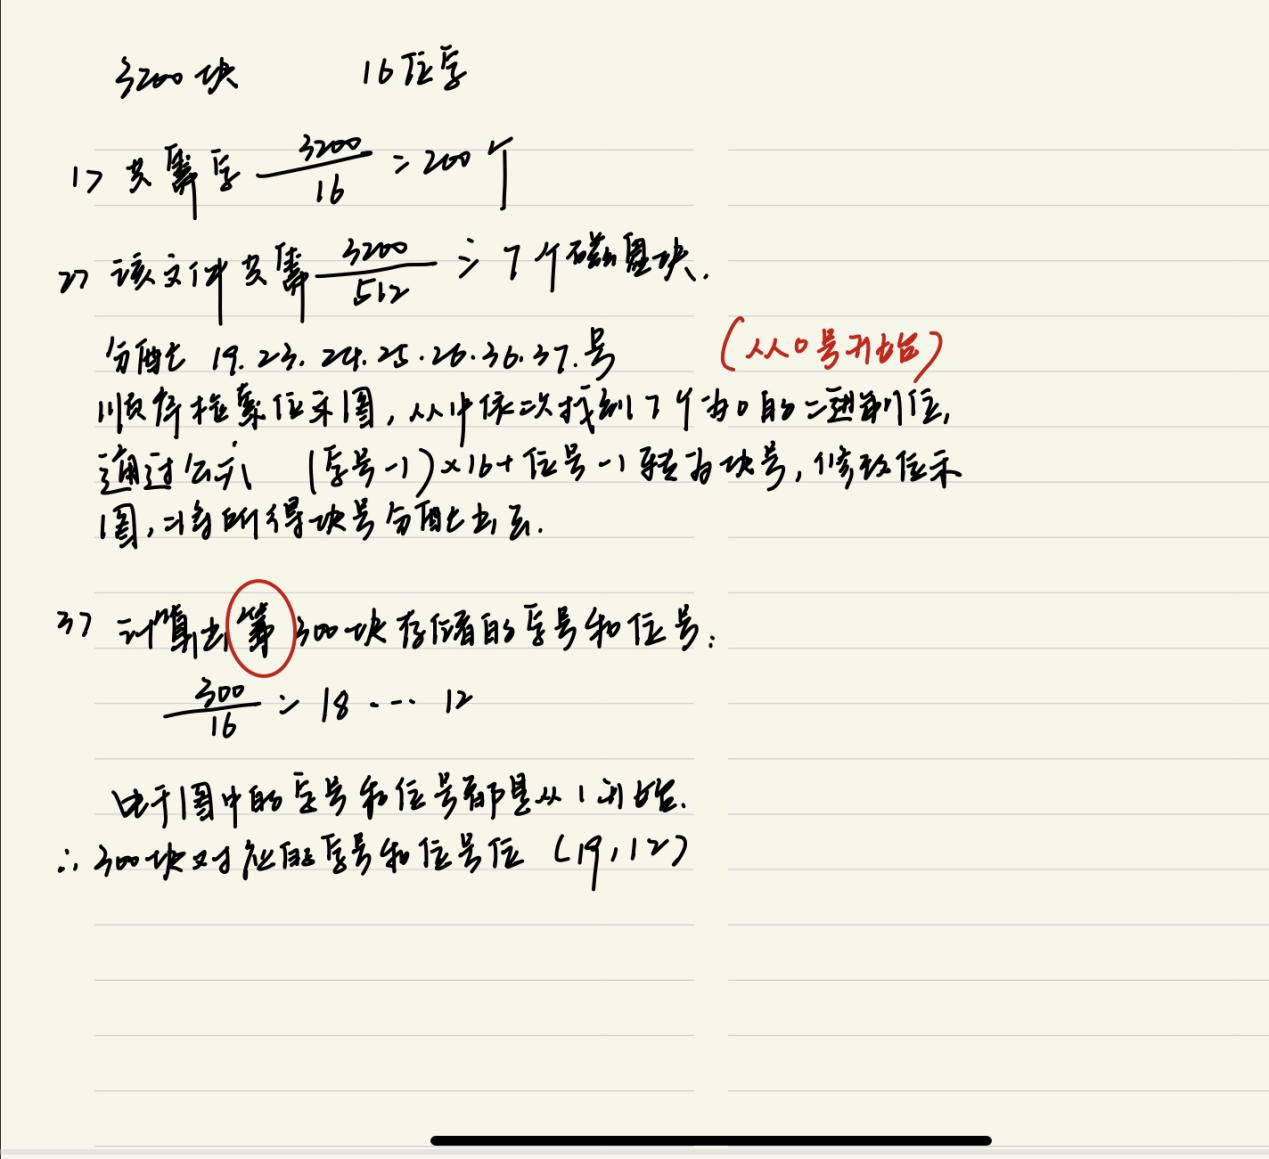 3200块 16位字
1> 共需字 3200/16 = 200个
2> 该文件共需 3200/512 ≐ 7个磁盘块.
分配 19.23.24.25.26.36.37.号 (从0号开始)
顺序检索位示图,从中依次找到7个为0的二进制位,
通过公式 (字号-1)×16+位号-1 转为块号,修改位示
图,将所得块号分配出去.
3> 计算出第300块存储的字号和位号:
300/16 = 18 ···· 12
由于图中的字号和位号都是从1开始.
∴300块对应的字号和位号位 (19,12)